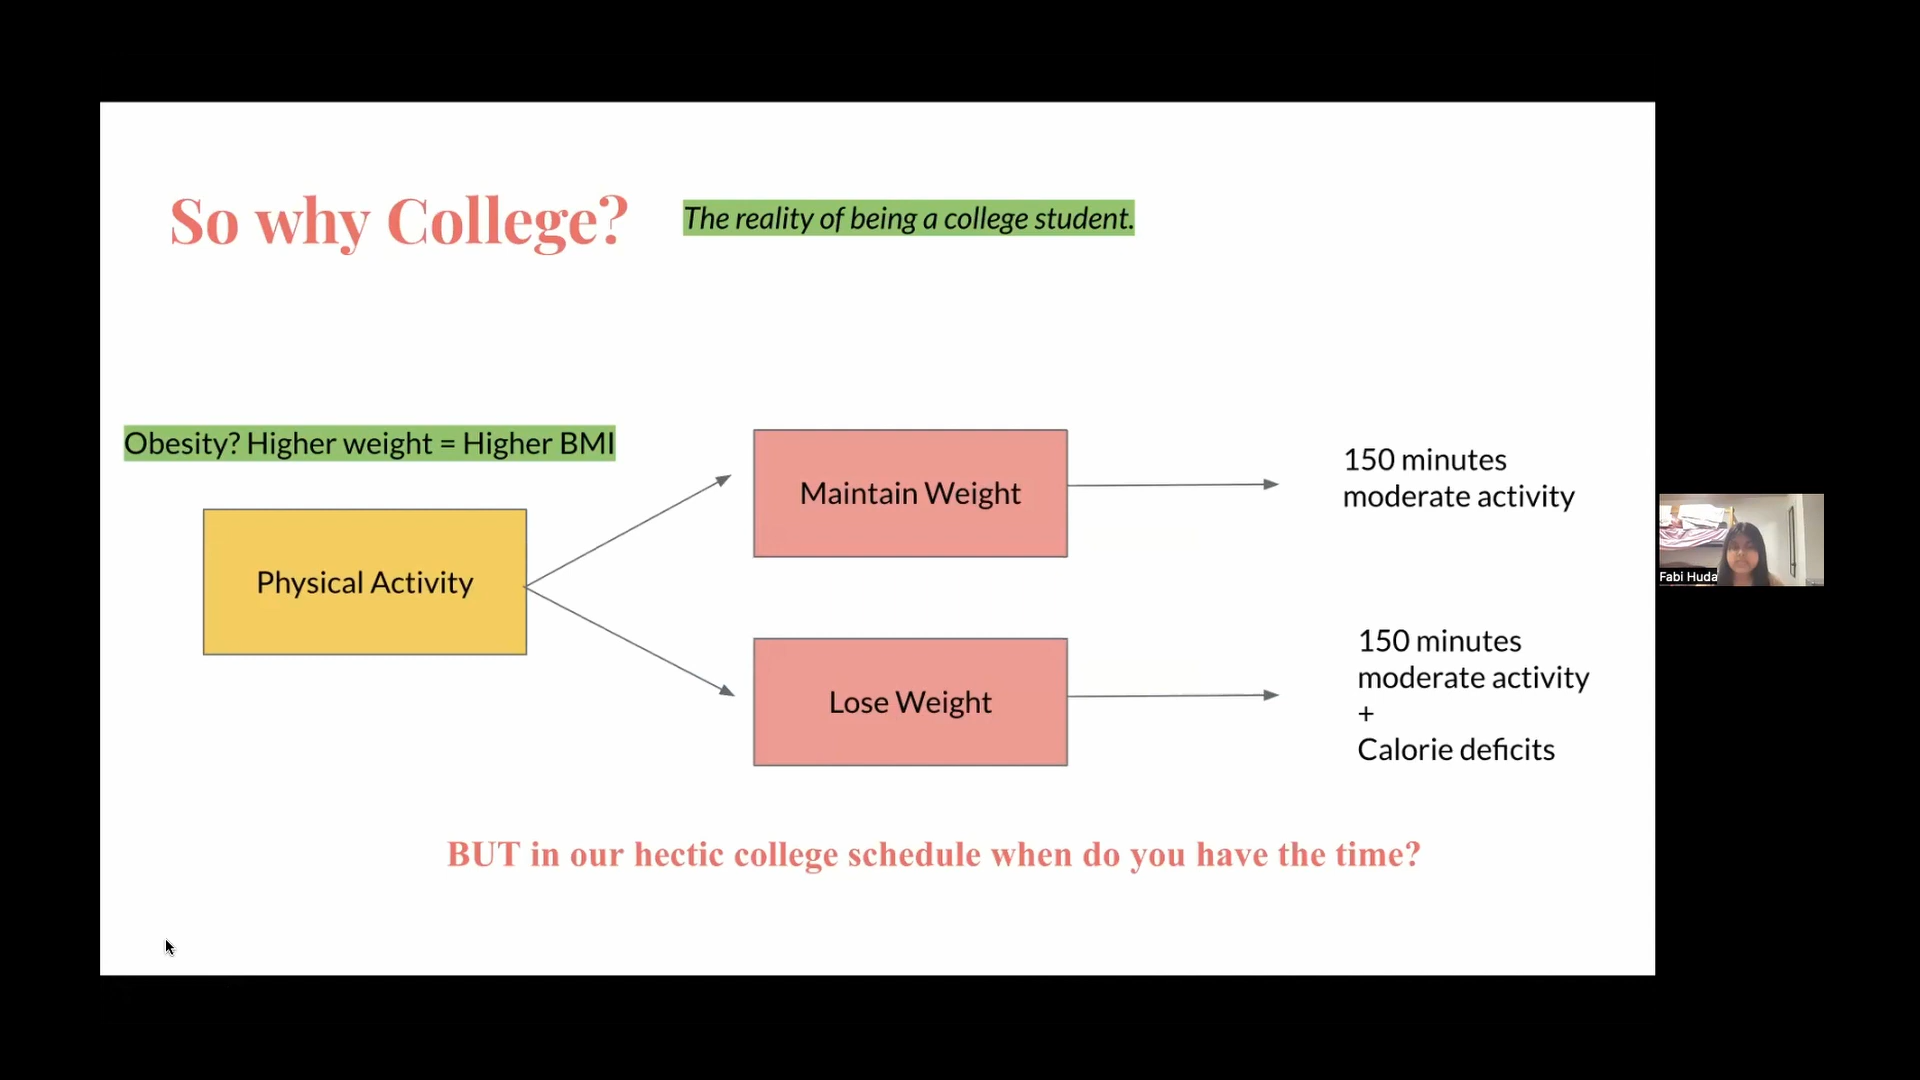 So why College?
The reality of being a college student.
Obesity? Higher weight = Higher BMI
Physical Activity
Maintain Weight
150 minutes
moderate activity
Lose Weight
150 minutes
moderate activity
+
Calorie deficits
BUT in our hectic college schedule when do you have the time?
Fabi Huda